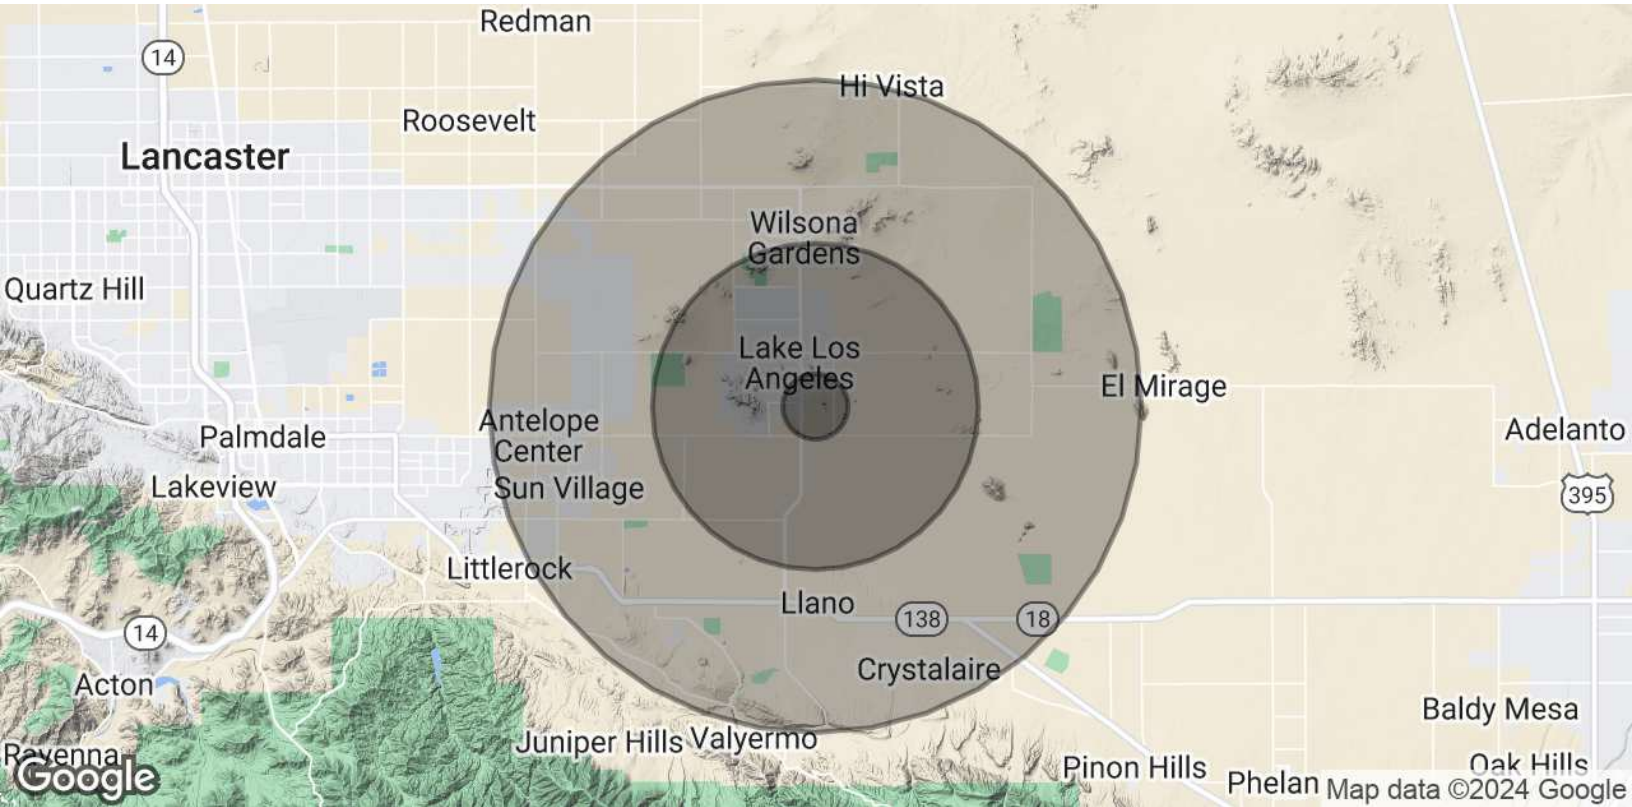 Redman
14
Hi Vista
Roosevelt
Lancaster
Wilsona
Gardens
Quartz Hill
Lake Los
Angeles
El Mirage
Antelope
Center
Adelanto
Palmdale
Lakeview
Sun Village
395
Littlerock
Llano
138
18
14
Crystalaire
Acton
Baldy Mesa
Juniper Hills
Valyermo
Ravenna
Pinon Hills
Oak Hills
Phelan
Google
Map data ©2024 Google